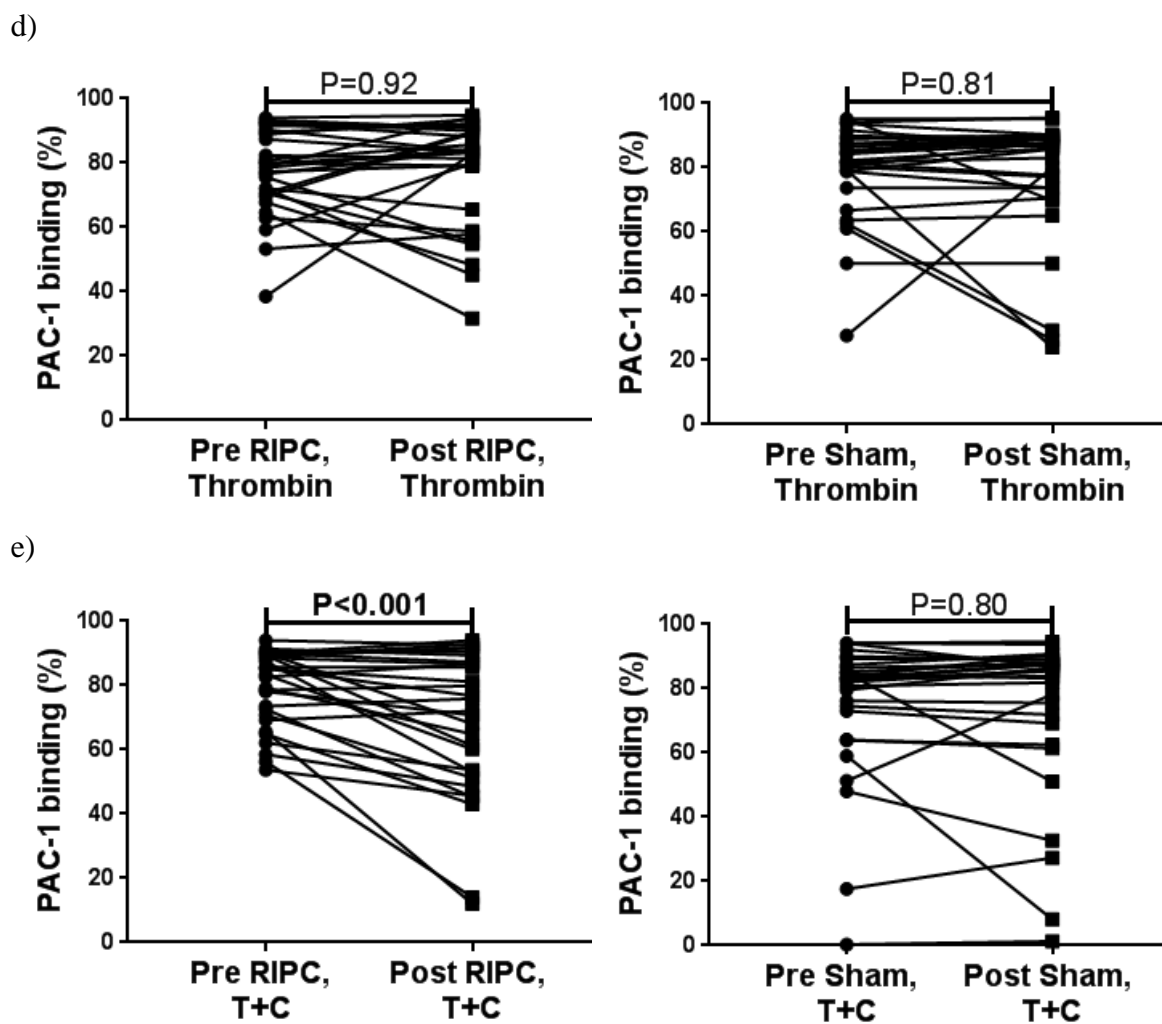 d)
P=0.92
PAC-1 binding (%)
100
80
60
40
20
0
Pre RIPC,
Thrombin
Post RIPC,
Thrombin
P=0.81
PAC-1 binding (%)
100
80
60
40
20
0
Pre Sham,
Thrombin
Post Sham,
Thrombin
e)
P<0.001
PAC-1 binding (%)
100
80
60
40
20
0
Pre RIPC,
T+C
Post RIPC,
T+C
P=0.80
PAC-1 binding (%)
100
80
60
40
20
0
Pre Sham,
T+C
Post Sham,
T+C